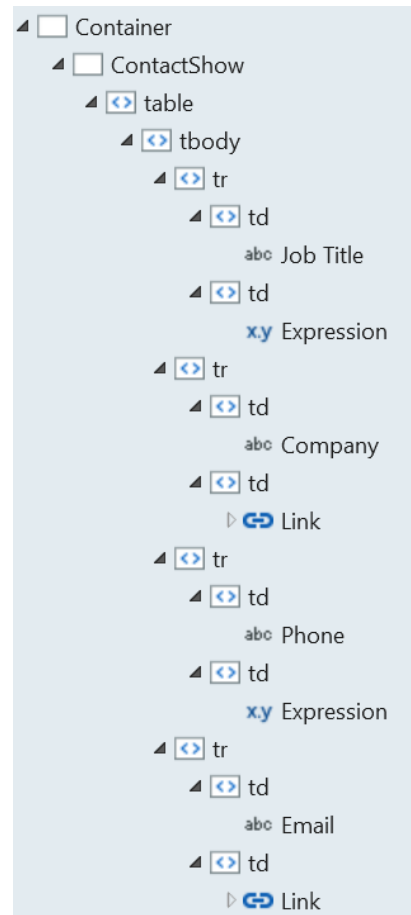 Container
ContactShow
<> table
<> tbody
<> tr
<> td
abc Job Title
<> td
x.y Expression
<> tr
<> td
abc Company
<> td
Link
<> tr
<> td
abc Phone
<> td
x.y Expression
<> tr
<> td
abc Email
<> td
Link